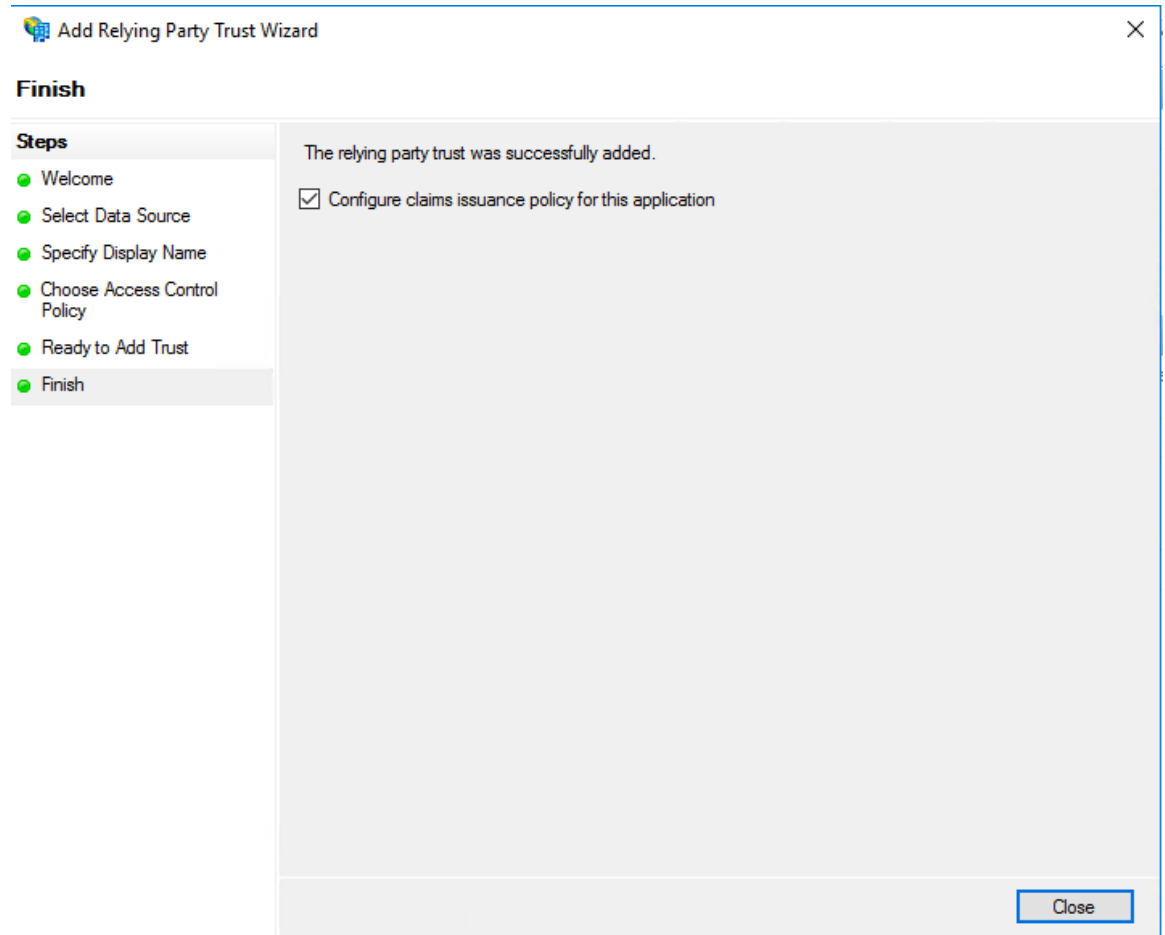 Add Relying Party Trust Wizard
Finish
Steps
Welcome
Select Data Source
Specify Display Name
Choose Access Control
Policy
Ready to Add Trust
Finish
The relying party trust was successfully added.
Configure claims issuance policy for this application
Close